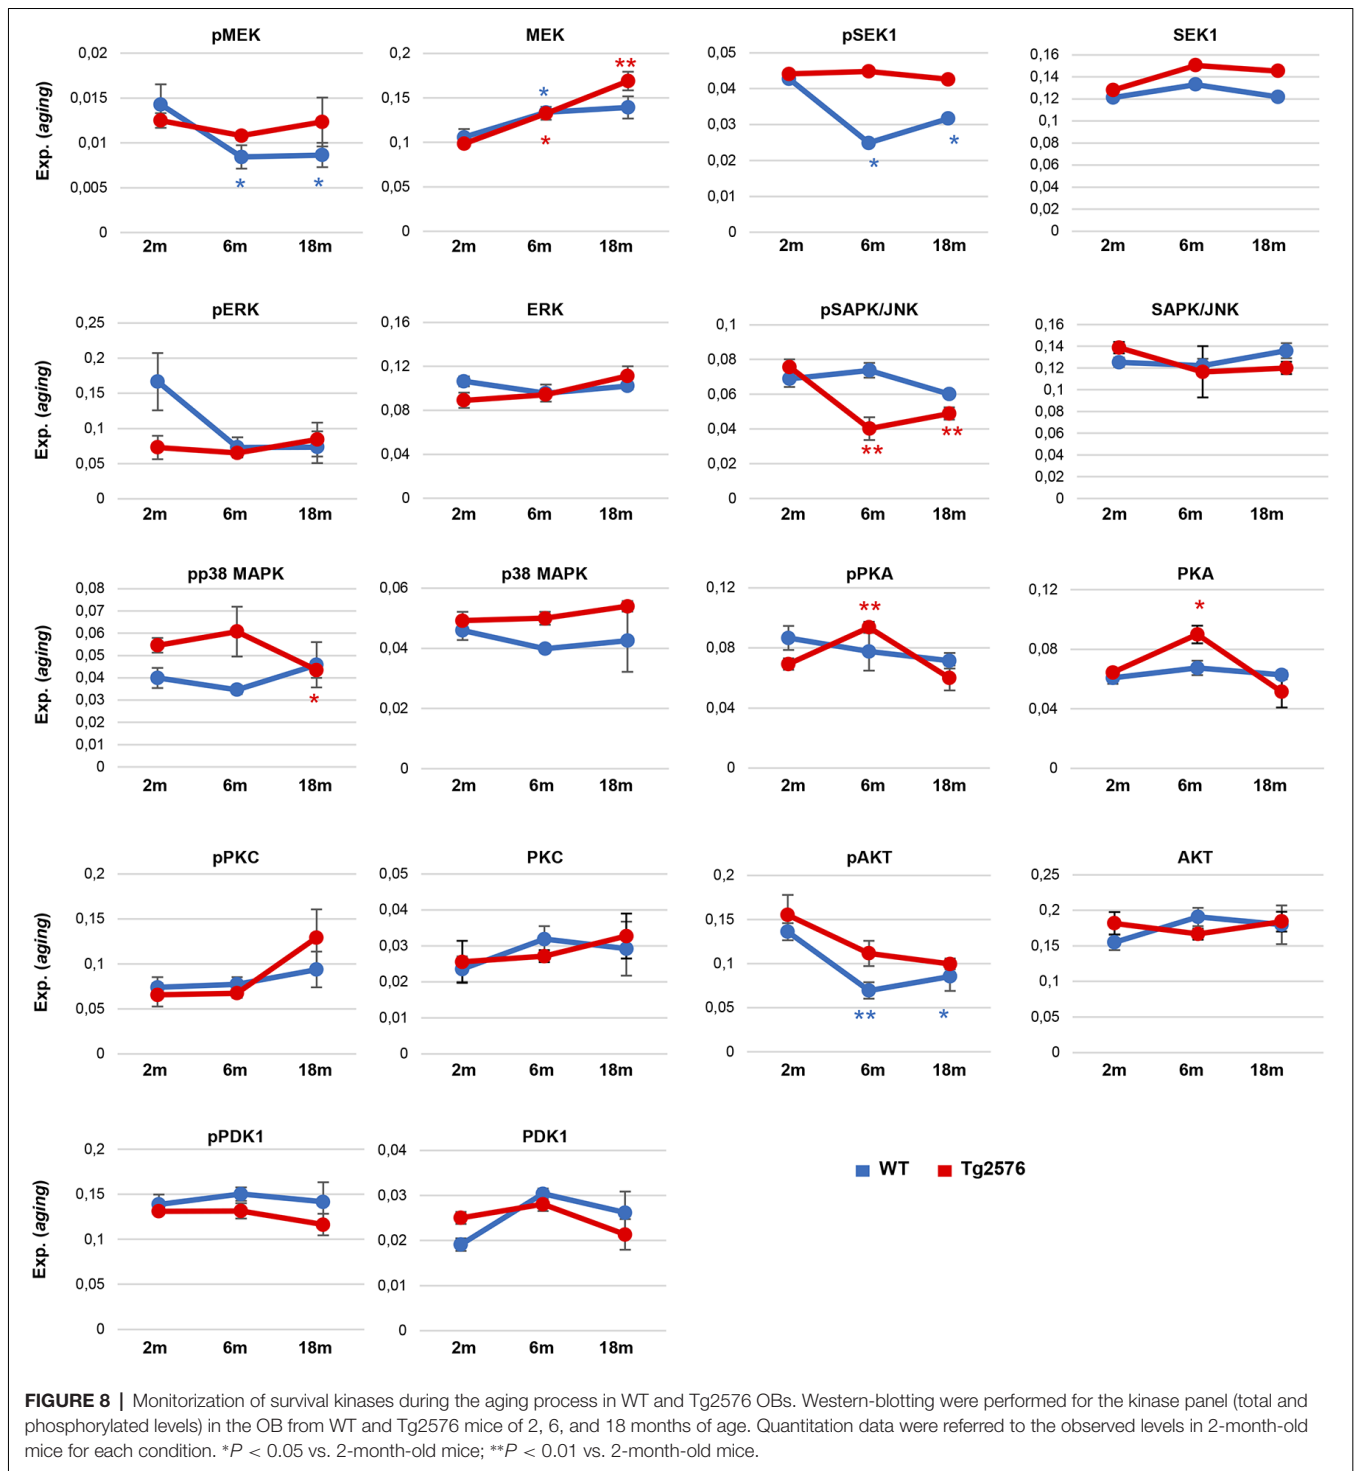 pMEK
MEK
pSEK1
SEK1
Exp. (aging)
0,02
0,015
0,01
0,005
0
2m 6m 18m
* *
0,2
0,15
0,1
0,05
0
2m 6m 18m
* * **
0,05
0,04
0,03
0,02
0,01
0
2m 6m 18m
* *
0,16
0,14
0,12
0,1
0,08
0,06
0,04
0,02
0
2m 6m 18m
pERK
ERK
pSAPK/JNK
SAPK/JNK
Exp. (aging)
0,25
0,2
0,15
0,1
0,05
0
2m 6m 18m
0,16
0,12
0,08
0,04
0
2m 6m 18m
0,1
0,08
0,06
0,04
0,02
0
2m 6m 18m
** **
0,16
0,14
0,12
0,1
0,08
0,06
0,04
0,02
0
2m 6m 18m
pp38 MAPK
p38 MAPK
pPKA
PKA
Exp. (aging)
0,08
0,07
0,06
0,05
0,04
0,03
0,02
0,01
0
2m 6m 18m
*
0,06
0,04
0,02
0
2m 6m 18m
0,12
0,08
0,04
0
2m 6m 18m
**
0,12
0,08
0,04
0
2m 6m 18m
*
pPKC
PKC
pAKT
AKT
Exp. (aging)
0,2
0,15
0,1
0,05
0
2m 6m 18m
0,05
0,04
0,03
0,02
0,01
0
2m 6m 18m
0,2
0,15
0,1
0,05
0
2m 6m 18m
** *
0,25
0,2
0,15
0,1
0,05
0
2m 6m 18m
pPDK1
PDK1
Exp. (aging)
0,2
0,15
0,1
0,05
0
2m 6m 18m
0,04
0,03
0,02
0,01
0
2m 6m 18m
WT Tg2576
FIGURE 8 | Monitorization of survival kinases during the aging process in WT and Tg2576 OBs. Western-blotting were performed for the kinase panel (total and
phosphorylated levels) in the OB from WT and Tg2576 mice of 2, 6, and 18 months of age. Quantitation data were referred to the observed levels in 2-month-old
mice for each condition. *P < 0.05 vs. 2-month-old mice; **P < 0.01 vs. 2-month-old mice.